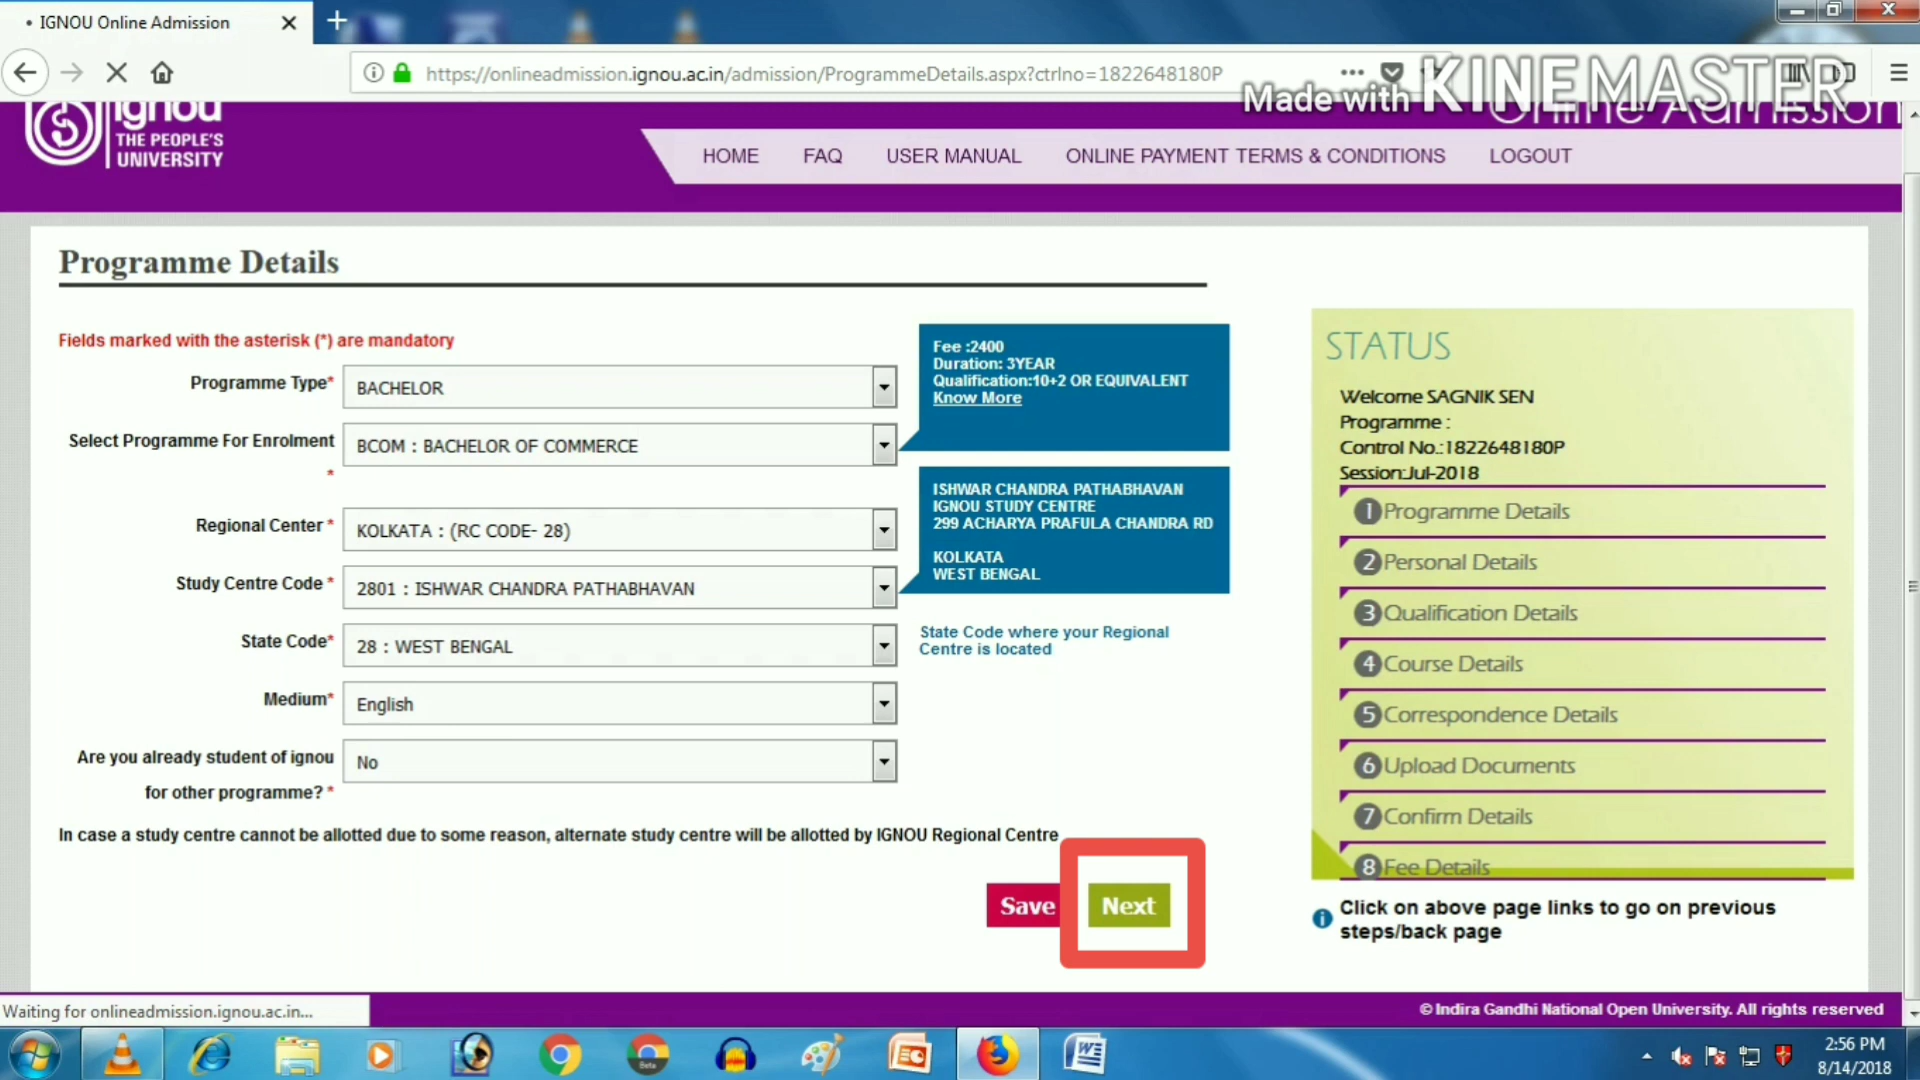 IGNOU Online Admission
https://onlineadmission.ignou.ac.in/admission/ProgrammeDetails.aspx?ctrlno=1822648180P
Made with KINEMASTER
ignou
THE PEOPLE'S
UNIVERSITY
Online Admission
HOME FAQ USER MANUAL ONLINE PAYMENT TERMS & CONDITIONS LOGOUT
Programme Details
Fields marked with the asterisk (*) are mandatory
Programme Type* BACHELOR
Select Programme For Enrolment
* BCOM : BACHELOR OF COMMERCE
Fee :2400
Duration: 3YEAR
Qualification:10+2 OR EQUIVALENT
Know More
Regional Center * KOLKATA : (RC CODE- 28)
Study Centre Code * 2801 : ISHWAR CHANDRA PATHABHAVAN
ISHWAR CHANDRA PATHABHAVAN
IGNOU STUDY CENTRE
299 ACHARYA PRAFULA CHANDRA RD
KOLKATA
WEST BENGAL
State Code* 28 : WEST BENGAL
State Code where your Regional
Centre is located
Medium* English
Are you already student of ignou
for other programme? * No
In case a study centre cannot be allotted due to some reason, alternate study centre will be allotted by IGNOU Regional Centre
Save Next
STATUS
Welcome SAGNIK SEN
Programme :
Control No.:1822648180P
Session:Jul-2018
1 Programme Details
2 Personal Details
3 Qualification Details
4 Course Details
5 Correspondence Details
6 Upload Documents
7 Confirm Details
8 Fee Details
Click on above page links to go on previous
steps/back page
Waiting for onlineadmission.ignou.ac.in...
© Indira Gandhi National Open University. All rights reserved
Beta
2:56 PM
8/14/2018